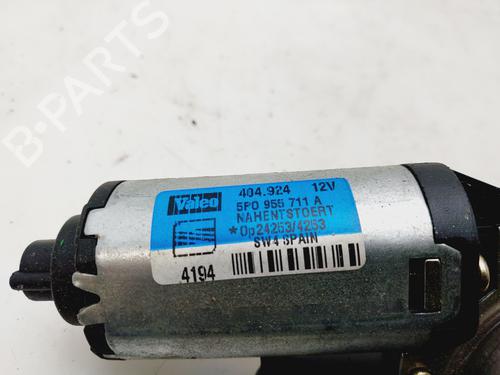 B-PARTS
Valeo 404.924 12V
5P0 955 711 A
NAHENTSTOERT
*0p24253/4253
SW4 SPAIN
4194